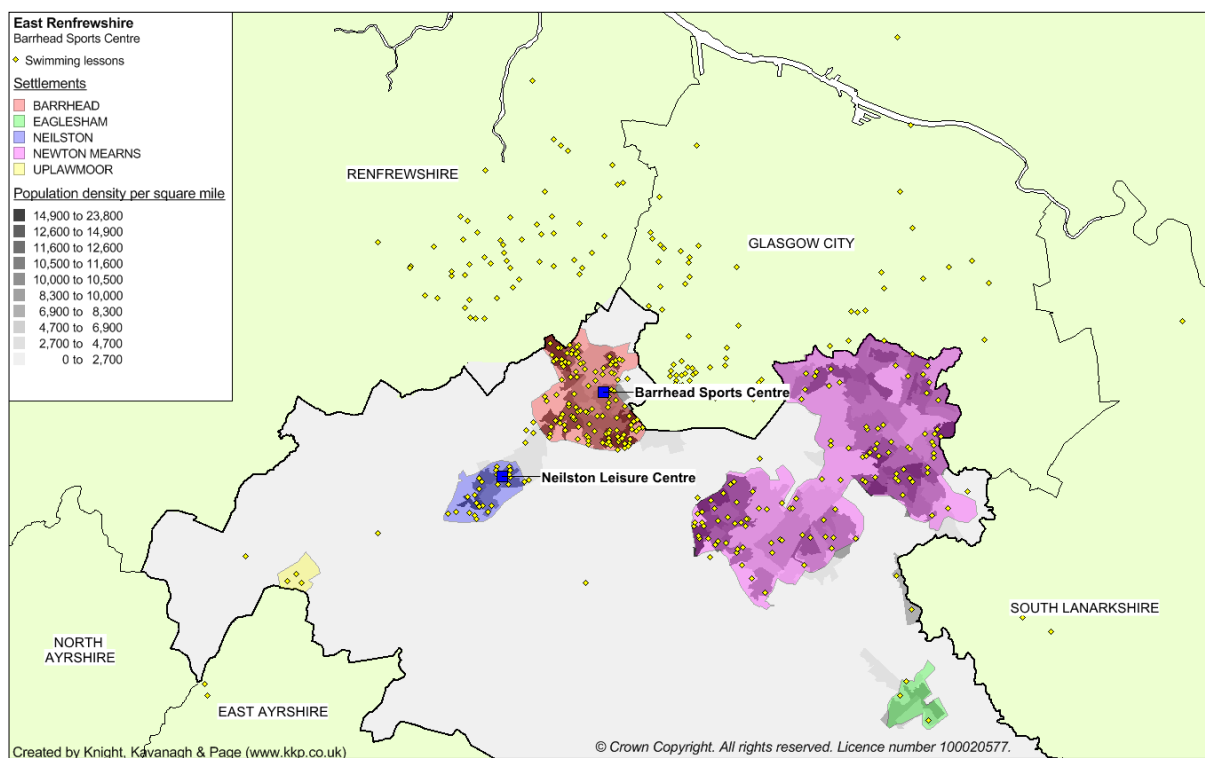 East Renfrewshire
Barrhead Sports Centre
Swimming lessons
Settlements
BARRHEAD
EAGLESHAM
NEILSTON
NEWTON MEARNS
UPLAWMOOR
Population density per square mile
14,900 to 23,800
12,600 to 14,900
11,600 to 12,600
10,500 to 11,600
10,000 to 10,500
8,300 to 10,000
6,900 to 8,300
4,700 to 6,900
2,700 to 4,700
0 to 2,700
RENFREWSHIRE
GLASGOW CITY
Barrhead Sports Centre
Neilston Leisure Centre
SOUTH LANARKSHIRE
NORTH
AYRSHIRE
EAST AYRSHIRE
Created by Knight, Kavanagh & Page (www.kkp.co.uk)
© Crown Copyright. All rights reserved. Licence number 100020577.